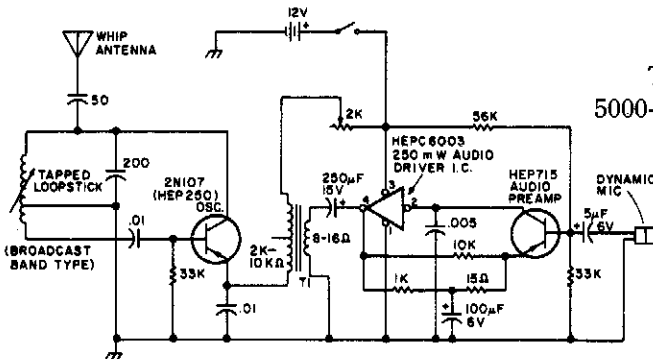 12V
+
WHIP
ANTENNA
50
2K
56K
5000-
HEPC6003
250 mW AUDIO
DRIVER I.C.
TAPPED
LOOPSTICK
200
2N107
(HEP250)
OSC.
250µF
15V
+
4
3
2
1
HEP715
AUDIO
PREAMP
DYNAMIC
MIC
+
5µF
6V
.01
(BROADCAST
BAND TYPE)
33K
2K-
10KΩ
8-16Ω
T1
.005
10K
1K
15Ω
33K
.01
+
100µF
6V